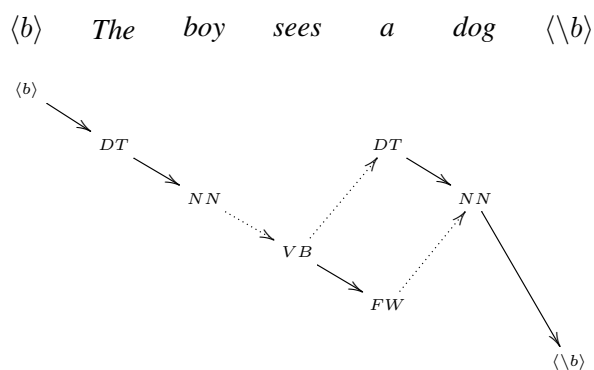 ⟨b⟩ The boy sees a dog ⟨\b⟩
⟨b⟩
DT DT
NN NN
VB
FW
⟨\b⟩